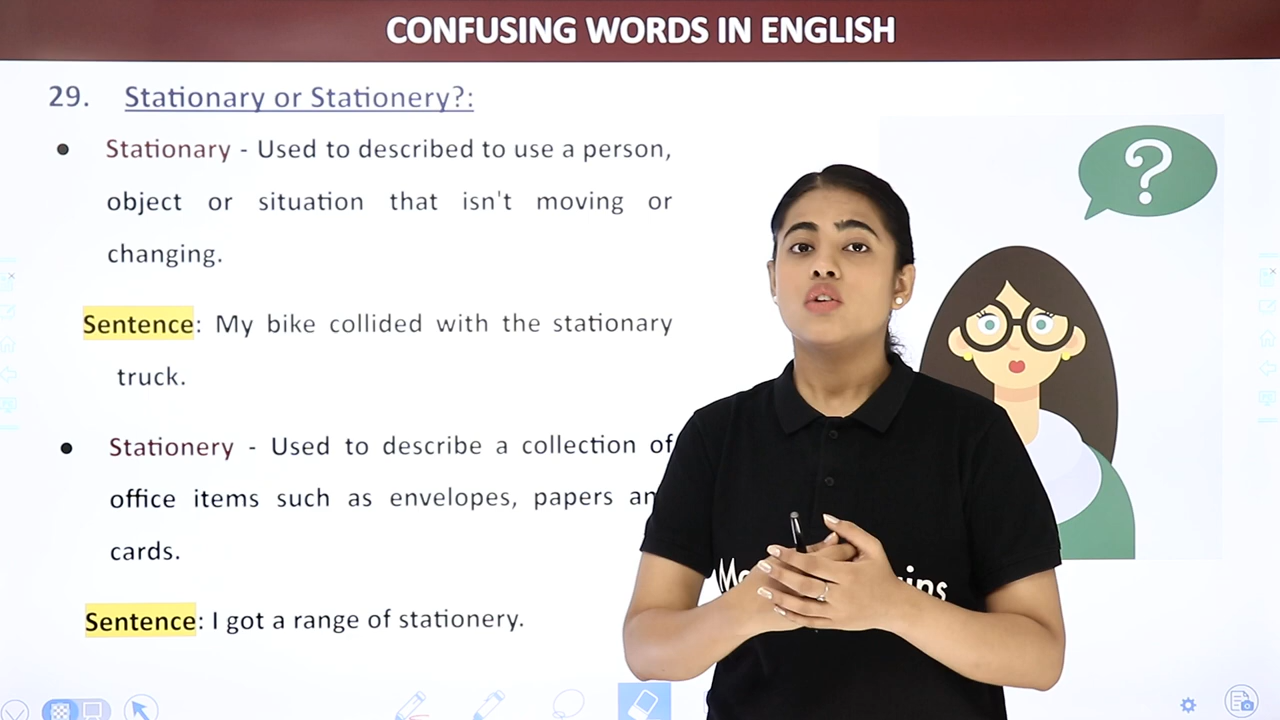 CONFUSING WORDS IN ENGLISH
29. Stationary or Stationery?:
● Stationary - Used to described to use a person,
object or situation that isn't moving or
changing.
Sentence: My bike collided with the stationary
truck.
● Stationery - Used to describe a collection of
office items such as envelopes, papers an
cards.
Sentence: I got a range of stationery.
?